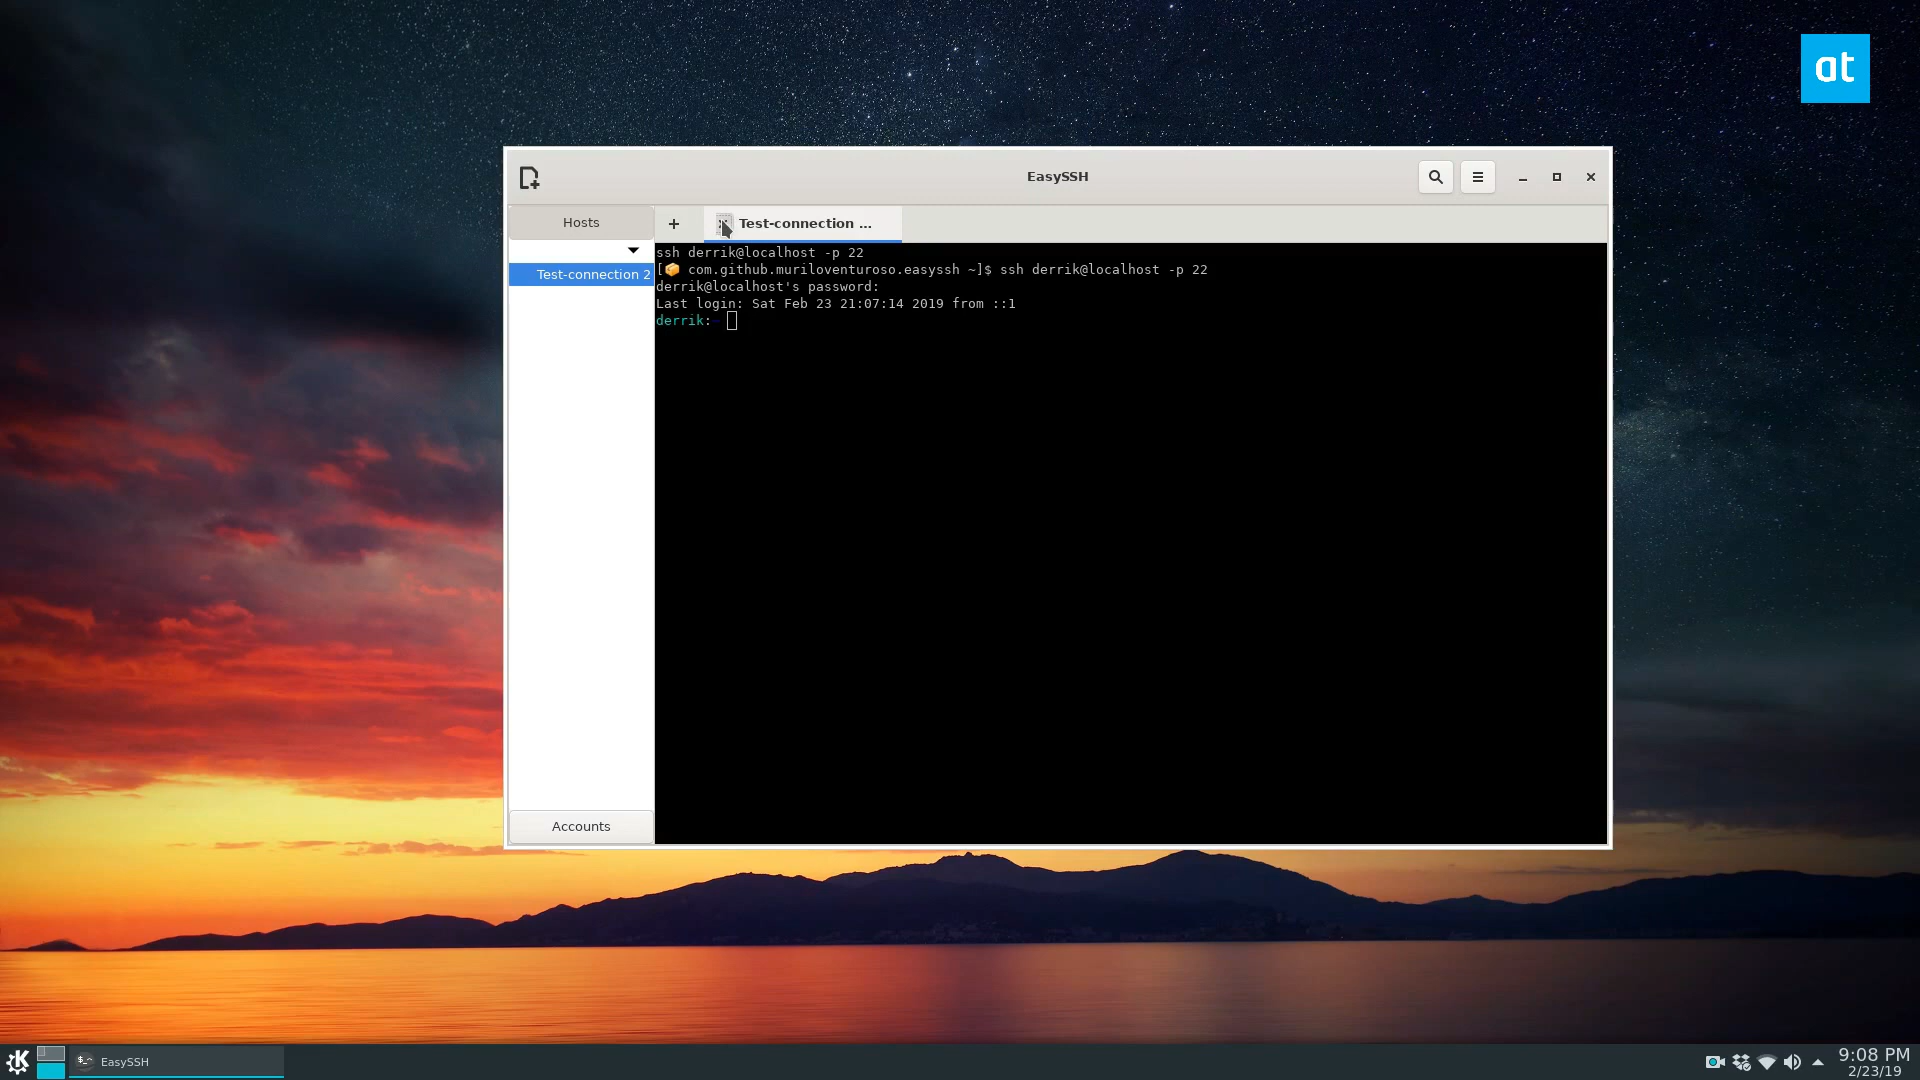 at
EasySSH
Hosts
+ Test-connection ...
Test-connection 2
ssh derrik@localhost -p 22
[📦 com.github.muriloventuroso.easyssh ~]$ ssh derrik@localhost -p 22
derrik@localhost's password:
Last login: Sat Feb 23 21:07:14 2019 from ::1
derrik:~
Accounts
EasySSH
9:08 PM
2/23/19